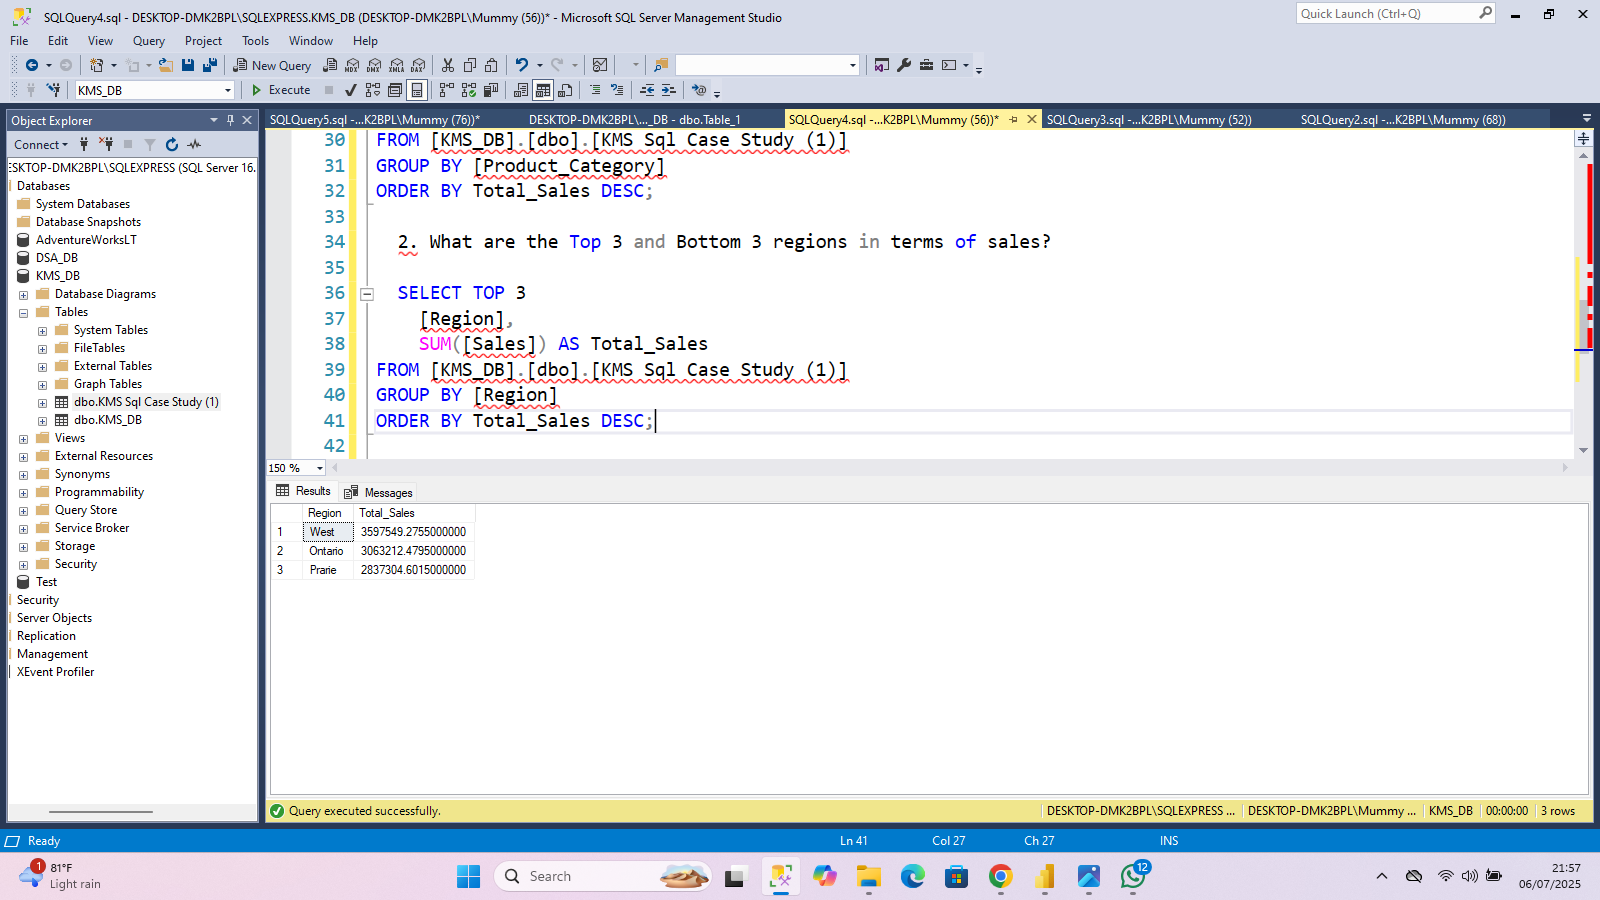 SQLQuery4.sql - DESKTOP-DMK2BPL\SQLEXPRESS.KMS_DB (DESKTOP-DMK2BPL\Mummy (56))* - Microsoft SQL Server Management Studio
Quick Launch (Ctrl+Q)
File Edit View Query Project Tools Window Help
New Query
MDX DMX XMLA DAX
KMS_DB
Execute
Object Explorer
SQLQuery5.sql -...K2BPL\Mummy (76))*
DESKTOP-DMK2BPL\...._DB - dbo.Table_1
SQLQuery4.sql -...K2BPL\Mummy (56))*
SQLQuery3.sql -...K2BPL\Mummy (52))
SQLQuery2.sql -...K2BPL\Mummy (68))
Connect
ESKTOP-DMK2BPL\SQLEXPRESS (SQL Server 16.
Databases
System Databases
Database Snapshots
AdventureWorksLT
DSA_DB
KMS_DB
Database Diagrams
Tables
System Tables
FileTables
External Tables
Graph Tables
dbo.KMS Sql Case Study (1)
dbo.KMS_DB
Views
External Resources
Synonyms
Programmability
Query Store
Service Broker
Storage
Security
Test
Security
Server Objects
Replication
Management
XEvent Profiler
30 FROM [KMS_DB].[dbo].[KMS Sql Case Study (1)]
31 GROUP BY [Product_Category]
32 ORDER BY Total_Sales DESC;
33
34 2. What are the Top 3 and Bottom 3 regions in terms of sales?
35
36 SELECT TOP 3
37 [Region],
38 SUM([Sales]) AS Total_Sales
39 FROM [KMS_DB].[dbo].[KMS Sql Case Study (1)]
40 GROUP BY [Region]
41 ORDER BY Total_Sales DESC;
42
150 %
Results Messages
Region Total_Sales
1 West 3597549.2755000000
2 Ontario 3063212.4795000000
3 Prarie 2837304.6015000000
Query executed successfully.
DESKTOP-DMK2BPL\SQLEXPRESS ... DESKTOP-DMK2BPL\Mummy ... KMS_DB 00:00:00 3 rows
Ready
Ln 41 Col 27 Ch 27 INS
1
81°F
Light rain
Search
12
21:57
06/07/2025